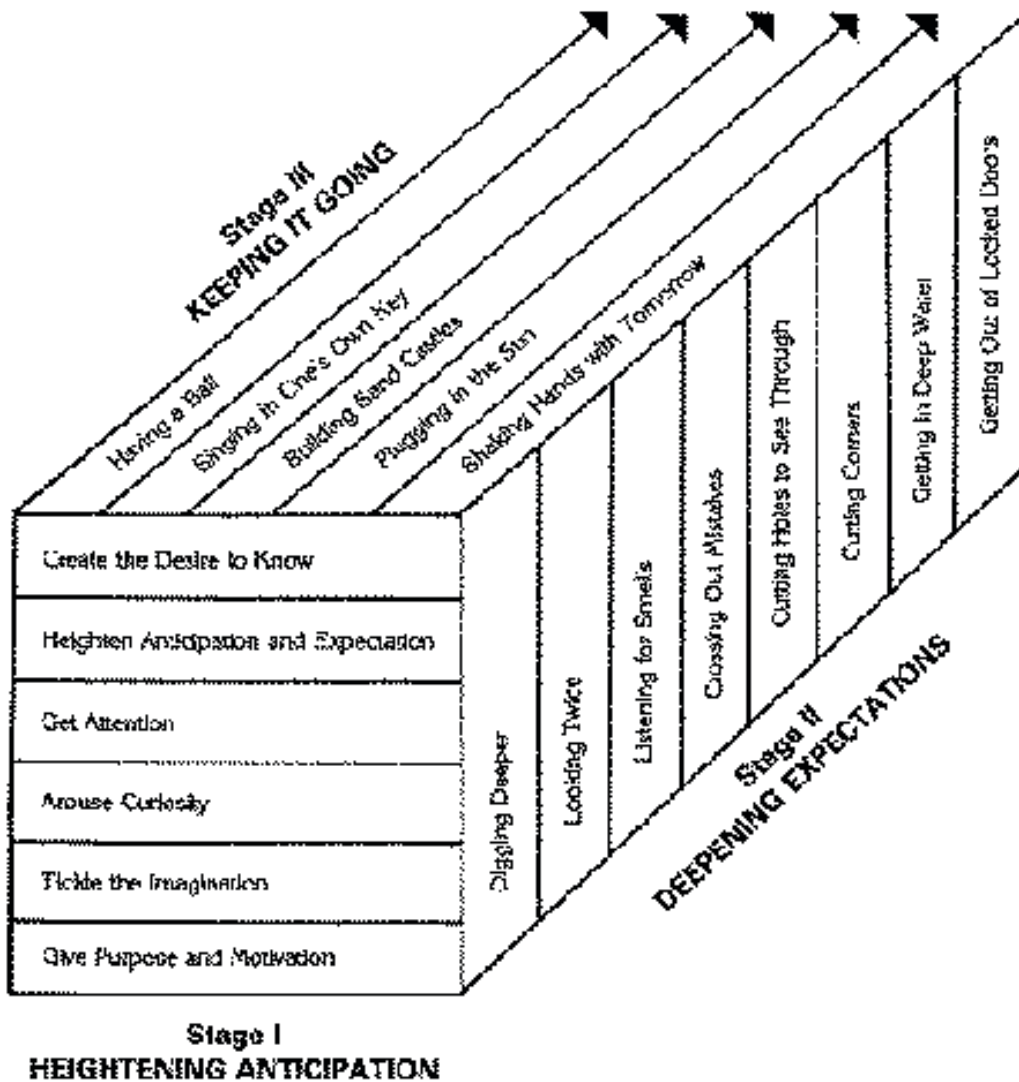 Stage III
KEEPING IT GOING
Having a Ball
Singing in One's Own Key
Building Sand Castles
Plugging in the Sun
Shaking Hands with Tomorrow
Create the Desire to Know
Heighten Anticipation and Expectation
Get Attention
Arouse Curiosity
Tickle the Imagination
Give Purpose and Motivation
Stage I
HEIGHTENING ANTICIPATION
Digging Deeper
Looking Twice
Listening for Smells
Crossing Out Mistakes
Cutting Holes to See Through
Cutting Corners
Getting In Deep Water
Getting Out of Locked Doors
Stage II
DEEPENING EXPECTATIONS